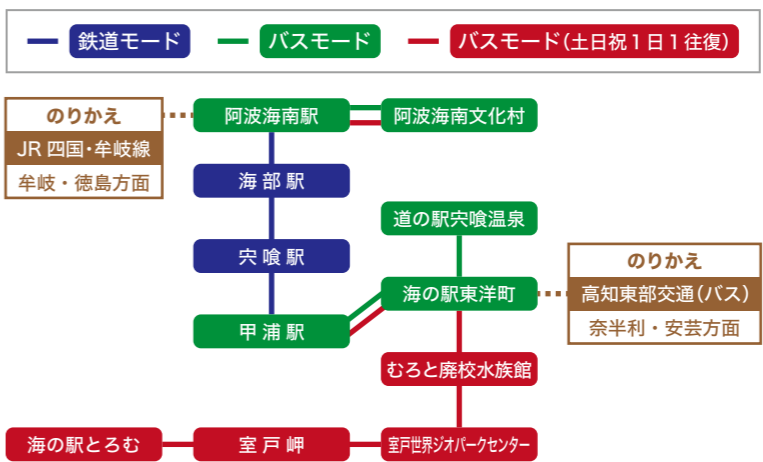 鉄道モード
バスモード
バスモード(土日祝1日1往復)
のりかえ
JR 四国・牟岐線
牟岐・徳島方面
阿波海南駅
阿波海南文化村
海部駅
道の駅宍喰温泉
宍喰駅
海の駅東洋町
のりかえ
高知東部交通(バス)
奈半利・安芸方面
甲浦駅
むろと廃校水族館
海の駅とろむ
室戸岬
室戸世界ジオパークセンター